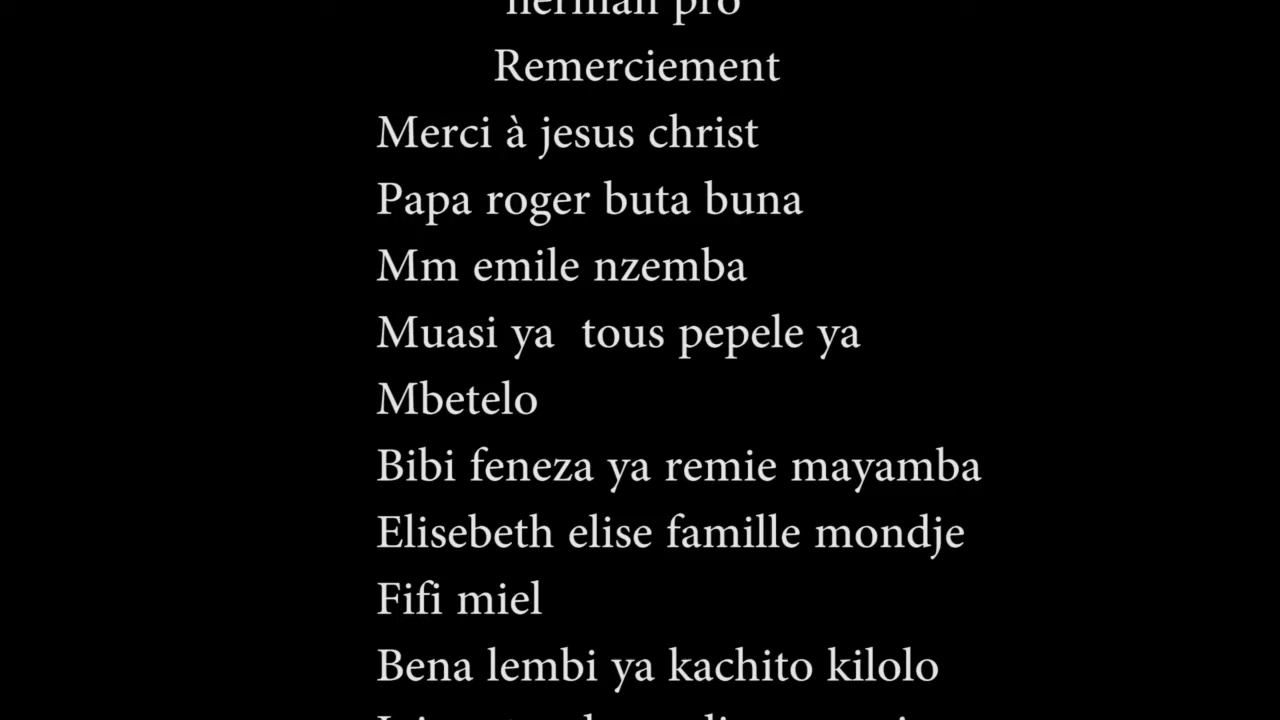 herman pro
Remerciement
Merci à jesus christ
Papa roger buta buna
Mm emile nzemba
Muasi ya  tous pepele ya
Mbetelo
Bibi feneza ya remie mayamba
Elisebeth elise famille mondje
Fifi miel
Bena lembi ya kachito kilolo